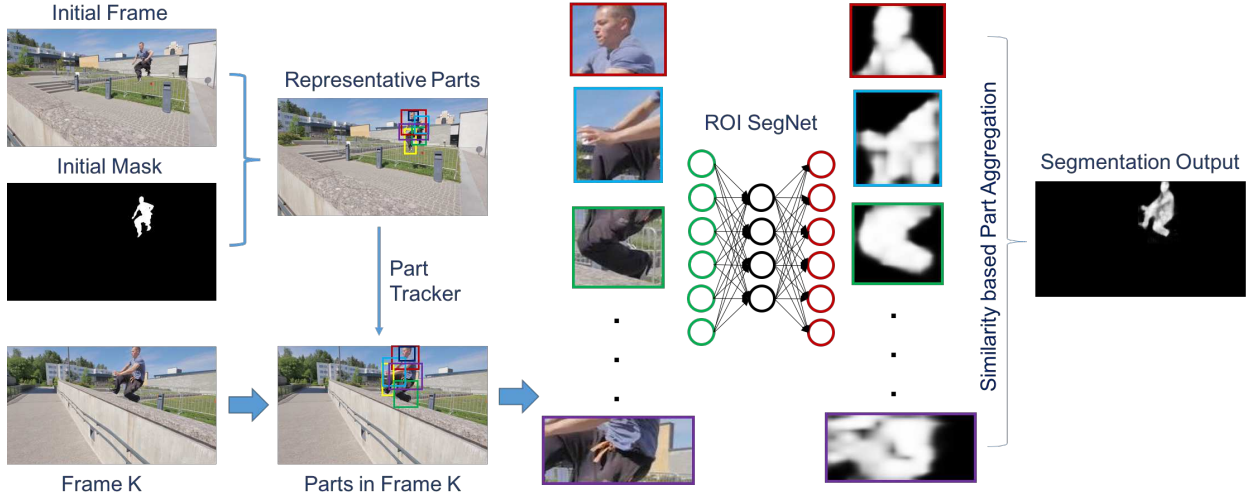 Initial Frame
Initial Mask
Frame K
Representative Parts
Part
Tracker
Parts in Frame K
ROI SegNet
Similarity based Part Aggregation
Segmentation Output